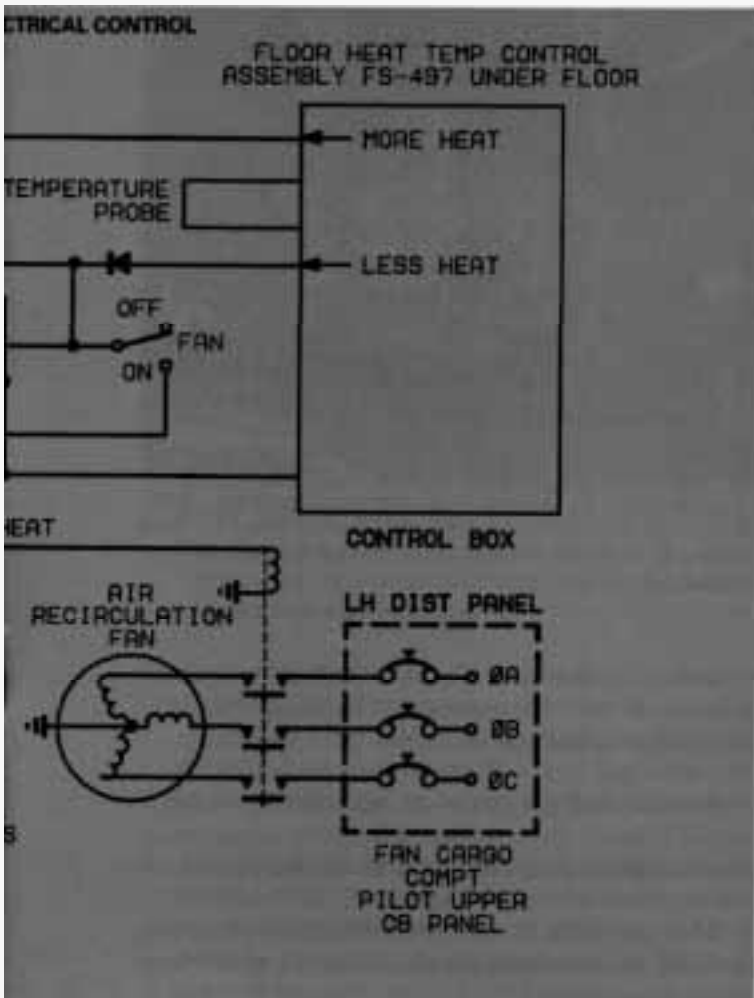 CTRICAL CONTROL
FLOOR HEAT TEMP CONTROL
ASSEMBLY FS-497 UNDER FLOOR
MORE HEAT
TEMPERATURE
PROBE
LESS HEAT
OFF
FAN
ON
HEAT
CONTROL BOX
AIR
RECIRCULATION
FAN
LH DIST PANEL
ØA
ØB
ØC
S
FAN CARGO
COMPT
PILOT UPPER
CB PANEL